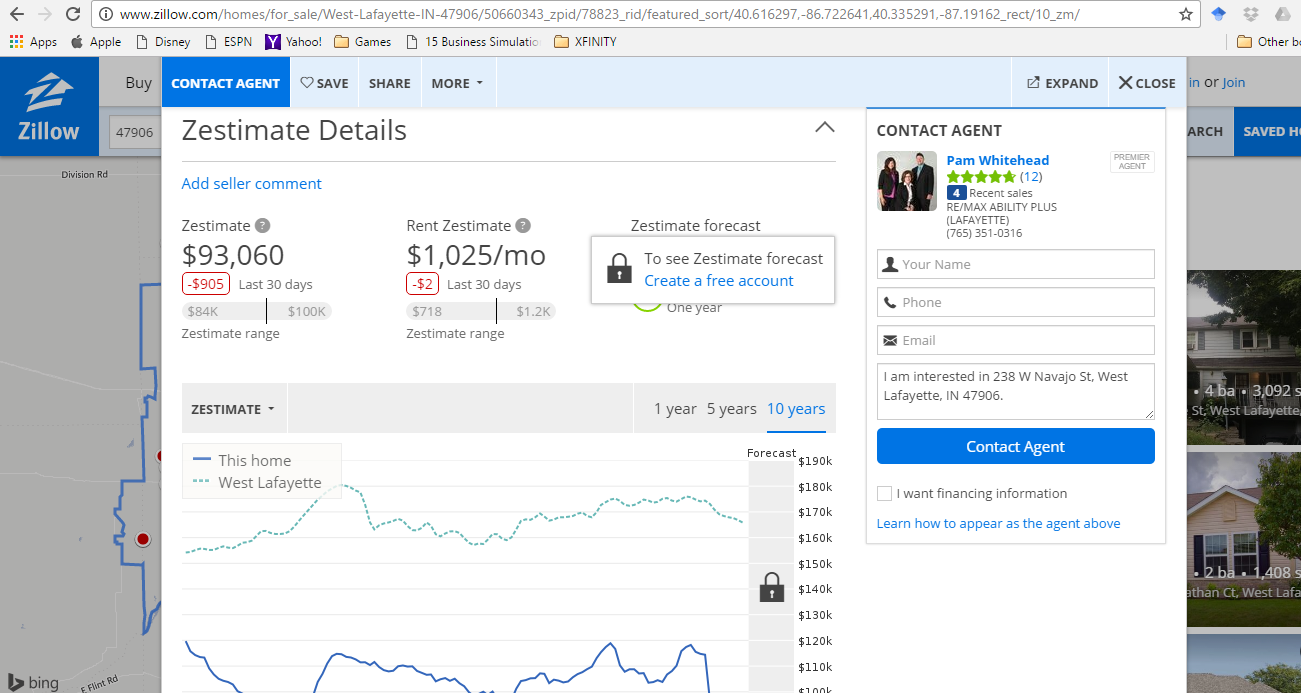 www.zillow.com/homes/for_sale/West-Lafayette-IN-47906/50660343_zpid/78823_rid/featured_sort/40.616297,-86.722641,40.335291,-87.19162_rect/10_zm/
Apps Apple Disney ESPN Yahoo! Games 15 Business Simulatio XFINITY Other bo
Zillow
Buy
47906
CONTACT AGENT SAVE SHARE MORE EXPAND CLOSE
in or Join
ARCH SAVED HO
Division Rd
Zestimate Details
Add seller comment
Zestimate ? Rent Zestimate ? Zestimate forecast
$93,060 $1,025/mo
To see Zestimate forecast
Create a free account
-$905 Last 30 days -$2 Last 30 days
$84K $100K $718 $1.2K
One year
Zestimate range Zestimate range
ZESTIMATE 1 year 5 years 10 years
This home
West Lafayette
Forecast
$190k
$180k
$170k
$160k
$150k
$140k
$130k
$120k
$110k
$100k
CONTACT AGENT
Pam Whitehead
PREMIER
AGENT
(12)
4 Recent sales
RE/MAX ABILITY PLUS
(LAFAYETTE)
(765) 351-0316
Your Name
Phone
Email
I am interested in 238 W Navajo St, West
Lafayette, IN 47906.
Contact Agent
I want financing information
Learn how to appear as the agent above
• 4 ba • 3,092 s
St, West Lafayette,
• 2 ba • 1,408 s
athan Ct, West Lafa
bing
E Flint Rd